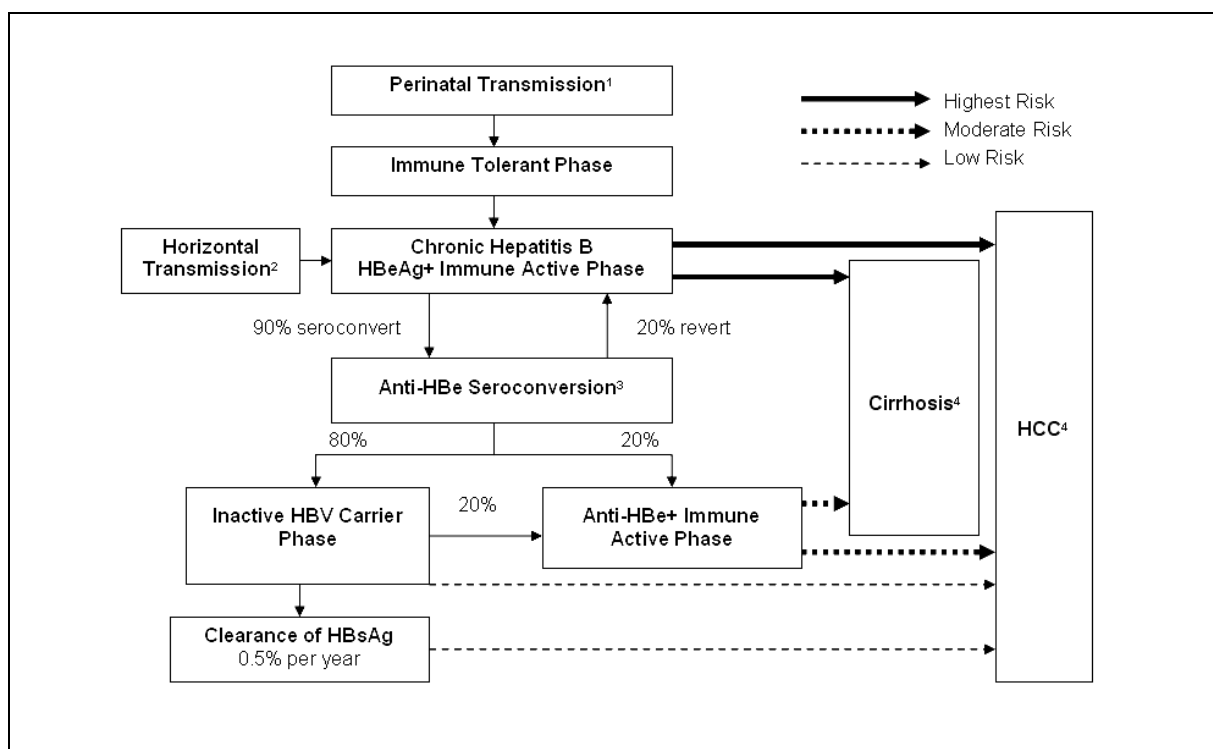 Perinatal Transmission¹
Highest Risk
Moderate Risk
Low Risk
Immune Tolerant Phase
Horizontal
Transmission²
Chronic Hepatitis B
HBeAg+ Immune Active Phase
90% seroconvert
20% revert
Anti-HBe Seroconversion³
Cirrhosis⁴
HCC⁴
80%
20%
Inactive HBV Carrier
Phase
20%
Anti-HBe+ Immune
Active Phase
Clearance of HBsAg
0.5% per year